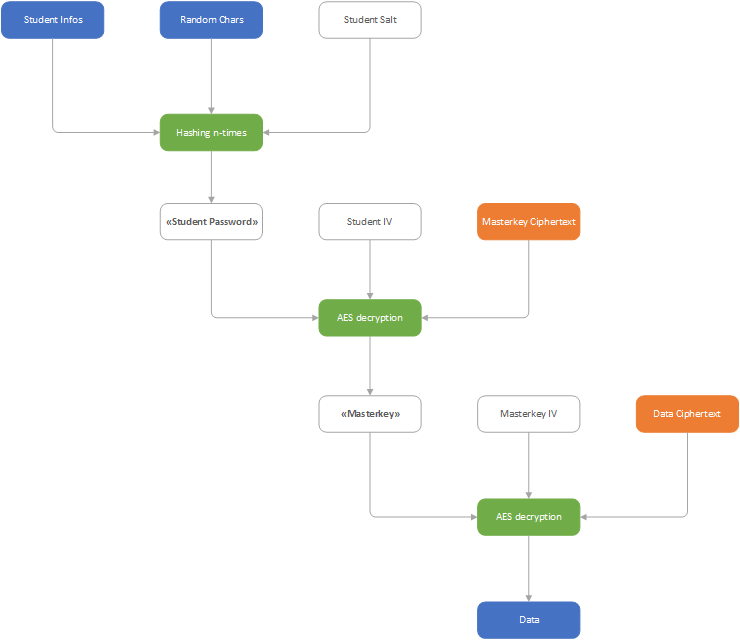 Student Infos
Random Chars
Student Salt
Hashing n-times
«Student Password»
Student IV
Masterkey Ciphertext
AES decryption
«Masterkey»
Masterkey IV
Data Ciphertext
AES decryption
Data